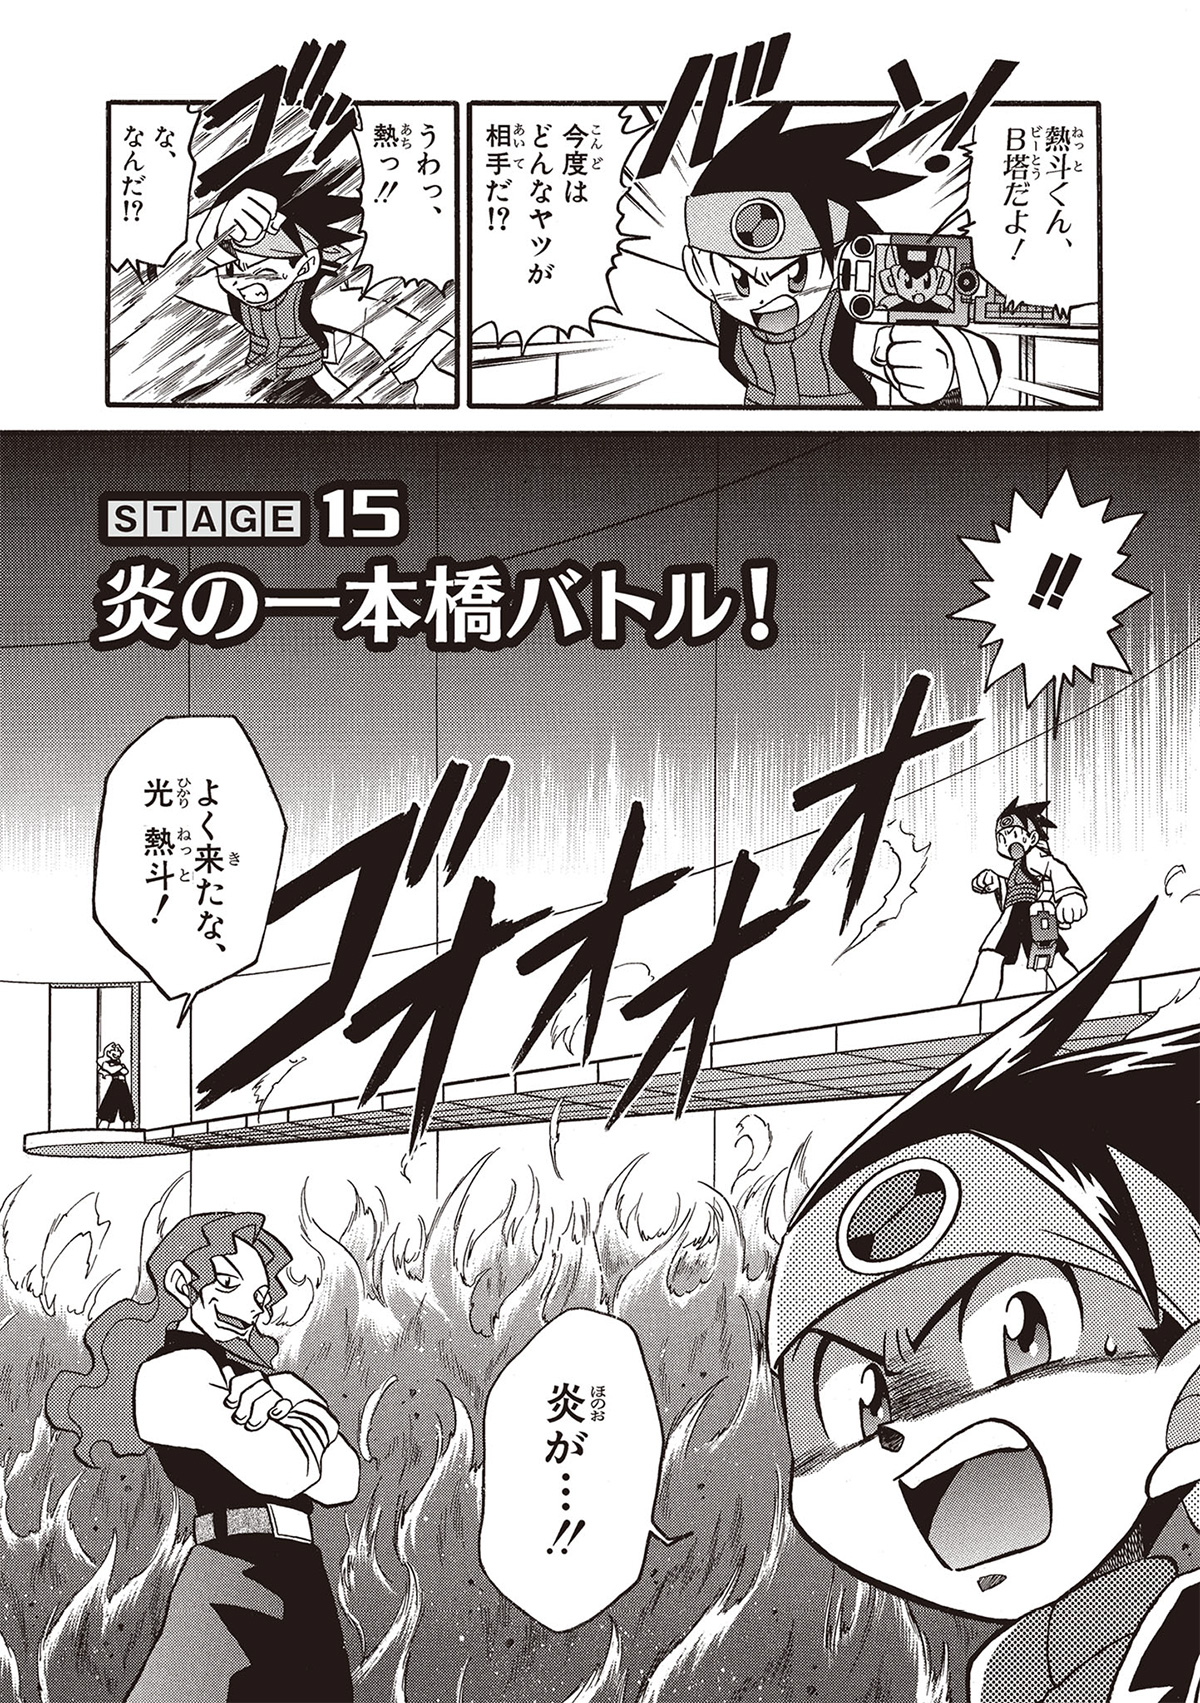 熱斗くん、
B塔だよ！
バンッ！
今度は
どんなヤツが
相手だ!?
ゴッ
うわっ、
熱っ!!
な、
なんだ!?
STAGE 15
炎の一本橋バトル！
!!
ゴオオオ
よく来たな、
光 熱斗！
炎が…!!